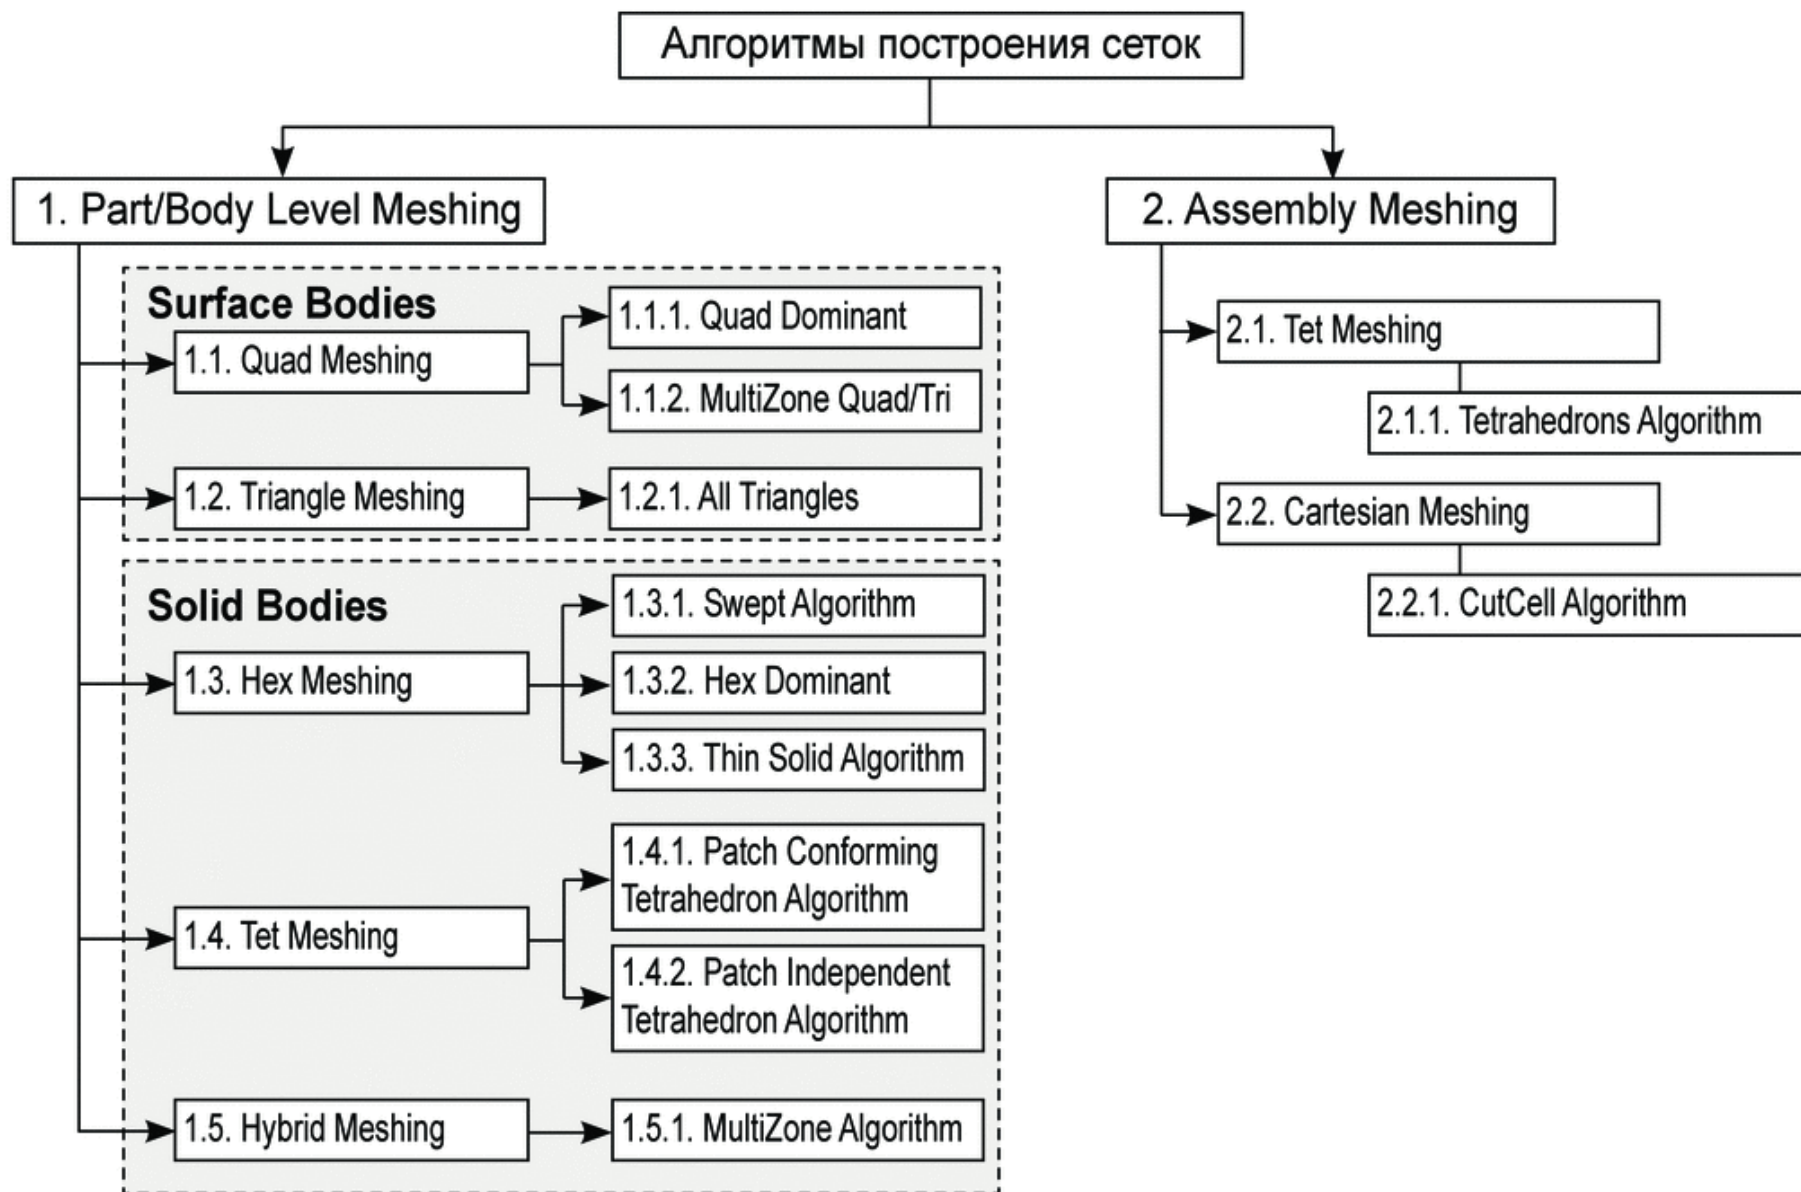 Алгоритмы построения сеток
1. Part/Body Level Meshing
Surface Bodies
1.1. Quad Meshing
1.1.1. Quad Dominant
1.1.2. MultiZone Quad/Tri
1.2. Triangle Meshing
1.2.1. All Triangles
Solid Bodies
1.3. Hex Meshing
1.3.1. Swept Algorithm
1.3.2. Hex Dominant
1.3.3. Thin Solid Algorithm
1.4. Tet Meshing
1.4.1. Patch Conforming
Tetrahedron Algorithm
1.4.2. Patch Independent
Tetrahedron Algorithm
1.5. Hybrid Meshing
1.5.1. MultiZone Algorithm
2. Assembly Meshing
2.1. Tet Meshing
2.1.1. Tetrahedrons Algorithm
2.2. Cartesian Meshing
2.2.1. CutCell Algorithm